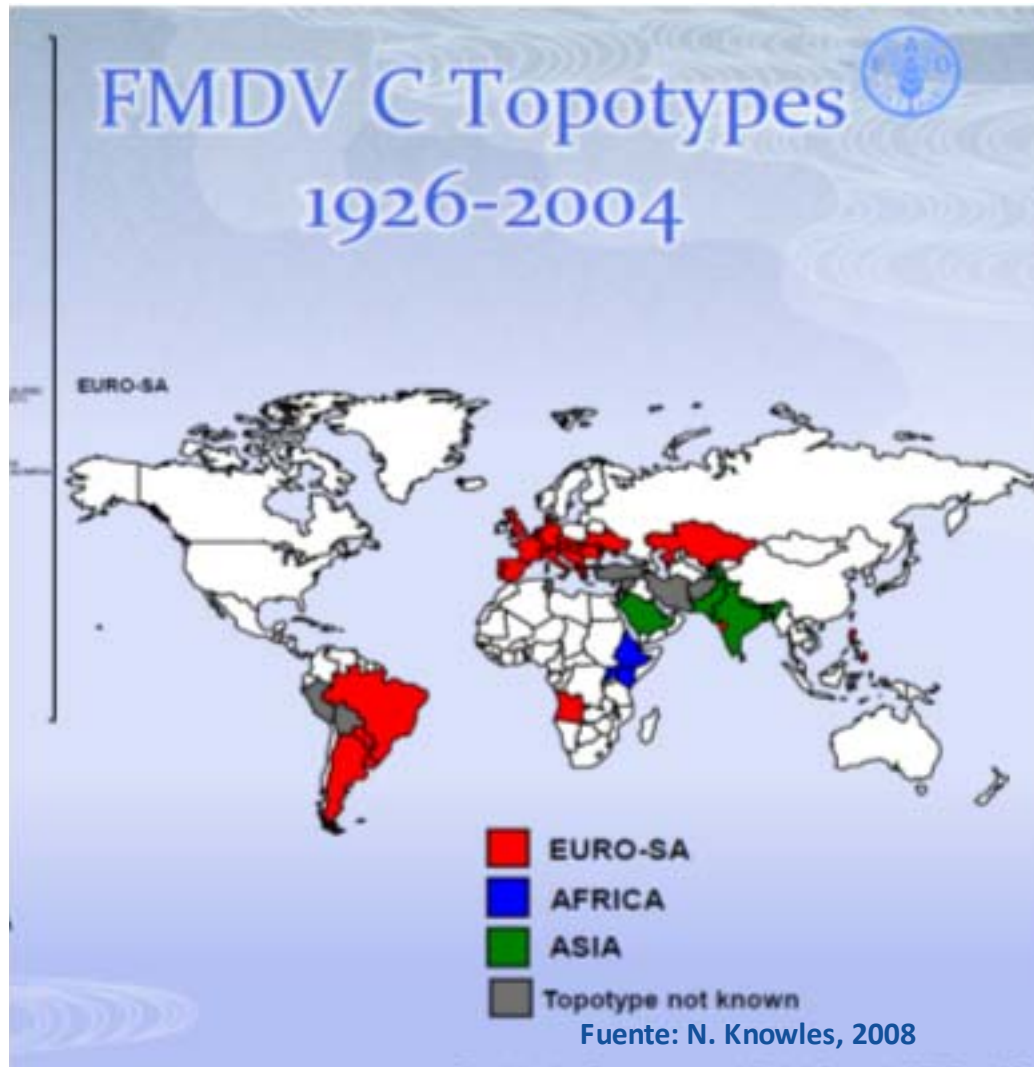 FMDV C Topotypes
1926-2004
EURO-SA
EURO-SA
AFRICA
ASIA
Topotype not known
Fuente: N. Knowles, 2008